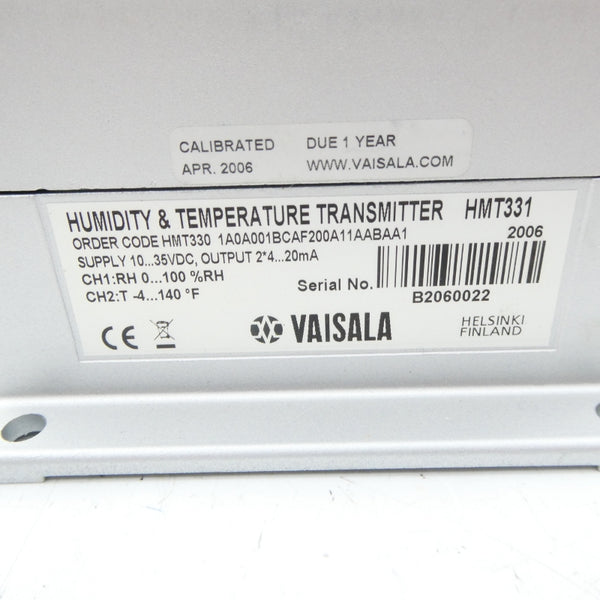 CALIBRATED DUE 1 YEAR
APR. 2006 WWW.VAISALA.COM
HUMIDITY & TEMPERATURE TRANSMITTER HMT331
ORDER CODE HMT330 1A0A001BCAF200A11AABAA1 2006
SUPPLY 10...35VDC, OUTPUT 2*4...20mA
CH1:RH 0...100 %RH
Serial No.
CH2:T -4...140 °F
B2060022
CE
VAISALA
HELSINKI
FINLAND